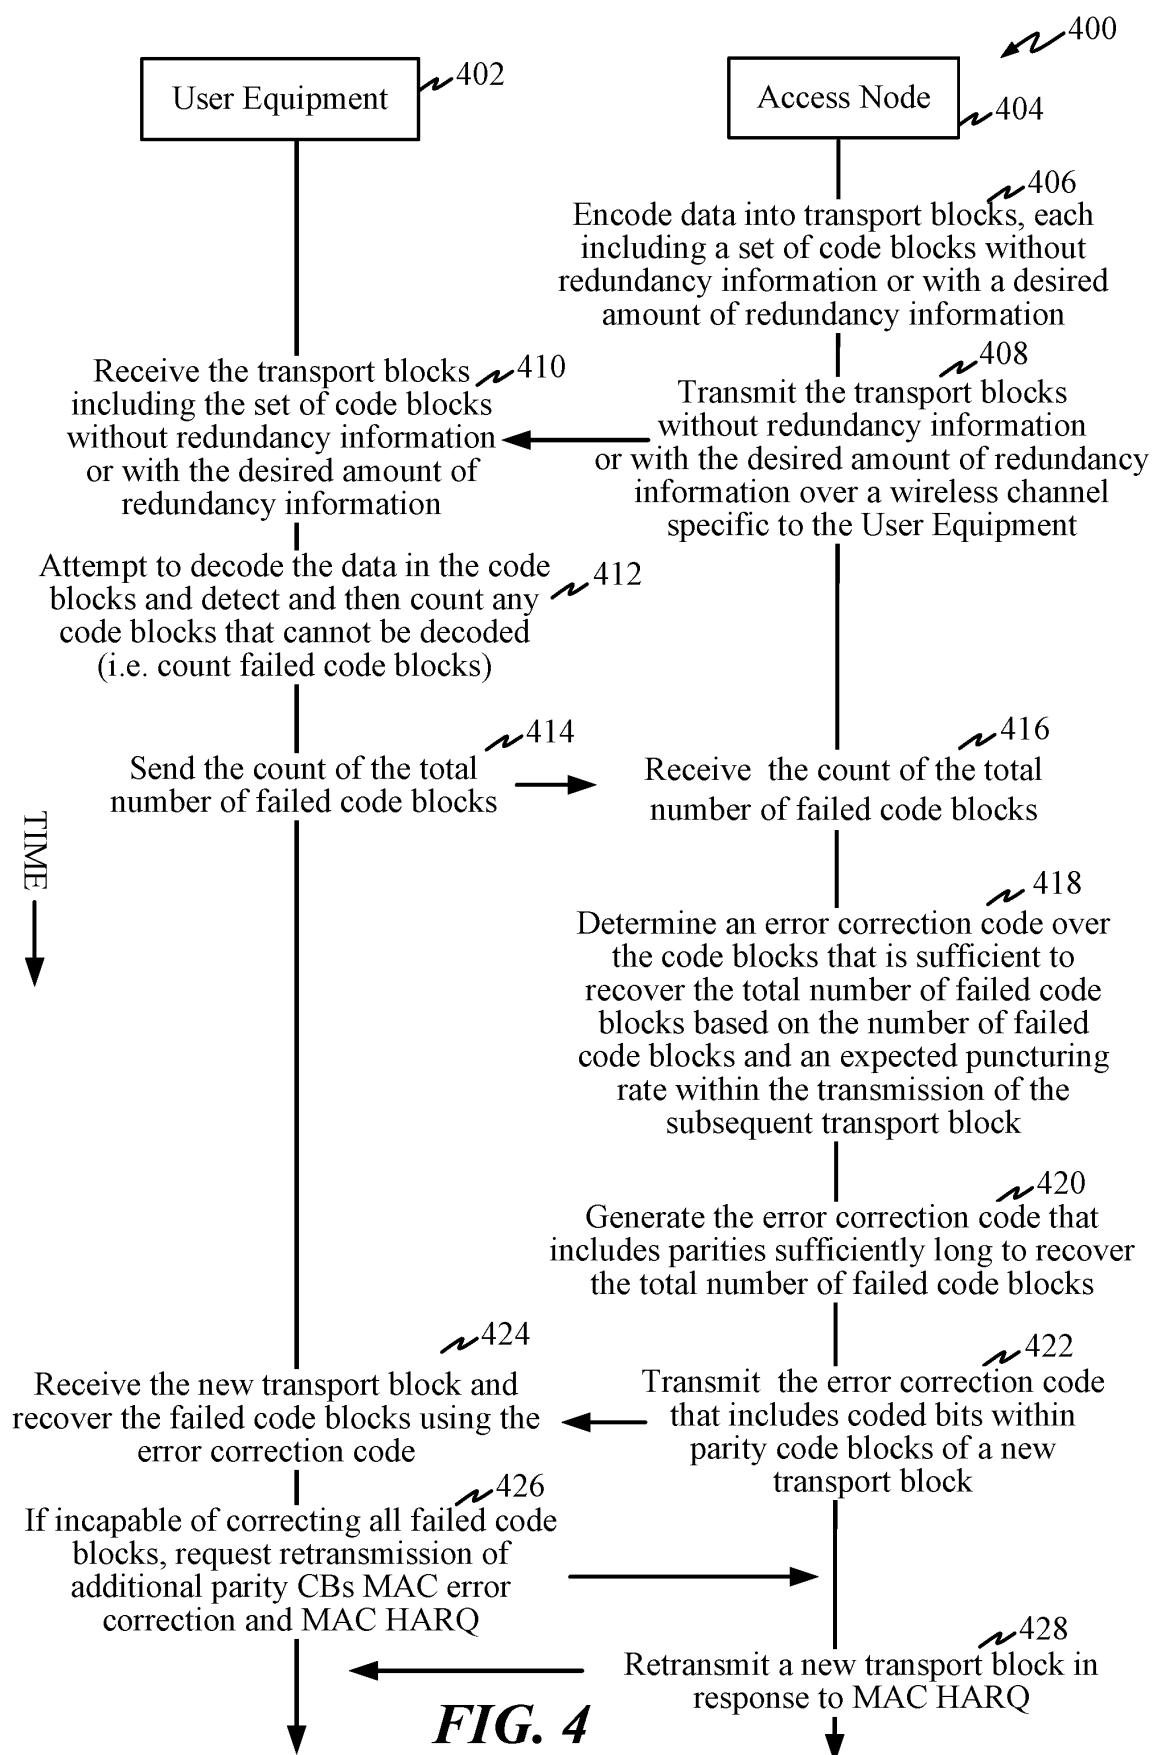 400
User Equipment
402
Access Node
404
406
Encode data into transport blocks, each
including a set of code blocks without
redundancy information or with a desired
amount of redundancy information
408
Transmit the transport blocks
without redundancy information
or with the desired amount of redundancy
information over a wireless channel
specific to the User Equipment
410
Receive the transport blocks
including the set of code blocks
without redundancy information
or with the desired amount of
redundancy information
412
Attempt to decode the data in the code
blocks and detect and then count any
code blocks that cannot be decoded
(i.e. count failed code blocks)
414
Send the count of the total
number of failed code blocks
416
Receive the count of the total
number of failed code blocks
TIME
418
Determine an error correction code over
the code blocks that is sufficient to
recover the total number of failed code
blocks based on the number of failed
code blocks and an expected puncturing
rate within the transmission of the
subsequent transport block
420
Generate the error correction code that
includes parities sufficiently long to recover
the total number of failed code blocks
422
Transmit the error correction code
that includes coded bits within
parity code blocks of a new
transport block
424
Receive the new transport block and
recover the failed code blocks using the
error correction code
426
If incapable of correcting all failed code
blocks, request retransmission of
additional parity CBs MAC error
correction and MAC HARQ
428
Retransmit a new transport block in
response to MAC HARQ
FIG. 4